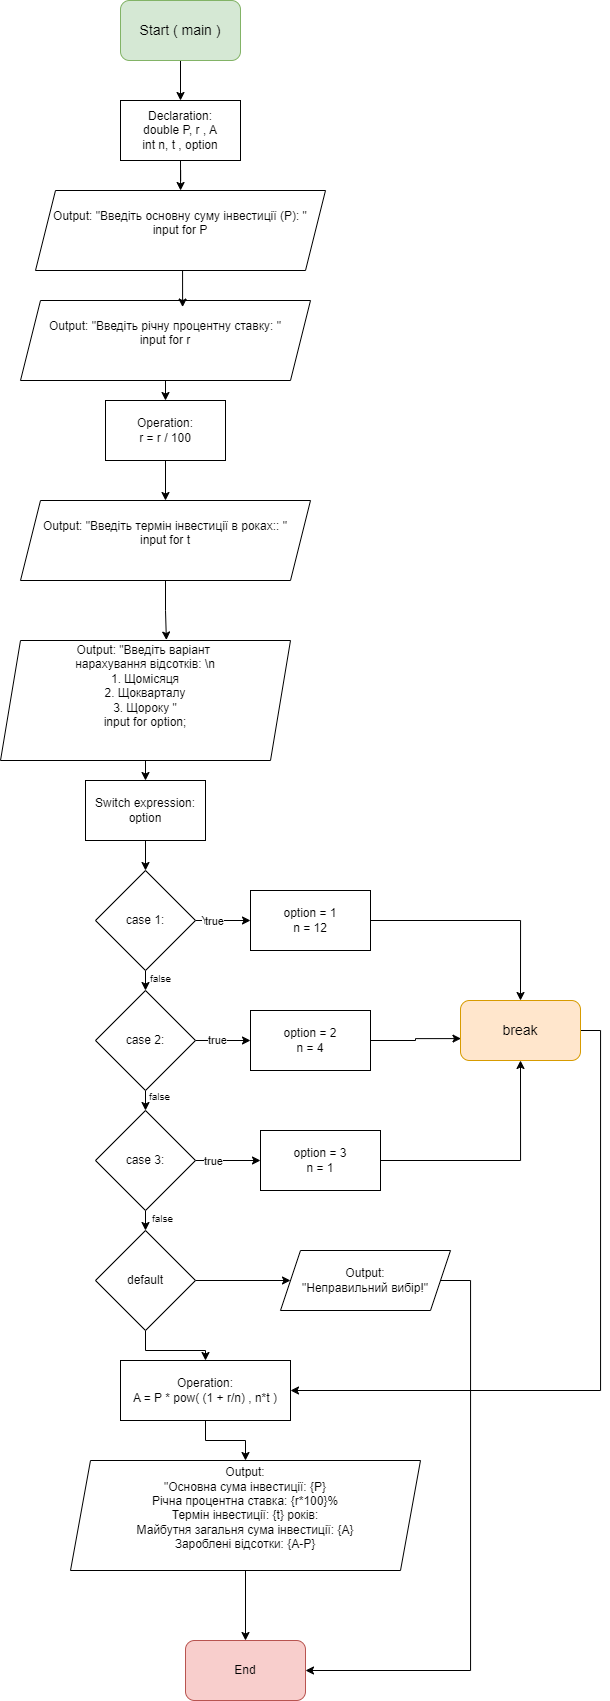 Start ( main )
Declaration:
double P, r , A
int n, t , option
Output: "Введіть основну суму інвестиції (P): "
input for P
Output: "Введіть річну процентну ставку: "
input for r
Operation:
r = r / 100
Output: "Введіть термін інвестиції в роках:: "
input for t
Output: "Введіть варіант
нарахування відсотків: \n
1. Щомісяця
2. Щокварталу
3. Щороку "
input for option;
Switch expression:
option
case 1:
\true
option = 1
n = 12
false
case 2:
true
option = 2
n = 4
break
false
case 3:
true
option = 3
n = 1
false
default
Output:
"Неправильний вибір!"
Operation:
A = P * pow( (1 + r/n) , n*t )
Output:
"Основна сума інвестиції: {P}
Річна процентна ставка: {r*100}%
Термін інвестиції: {t} років:
Майбутня загальня сума інвестиції: {A}
Зароблені відсотки: {A-P}
End